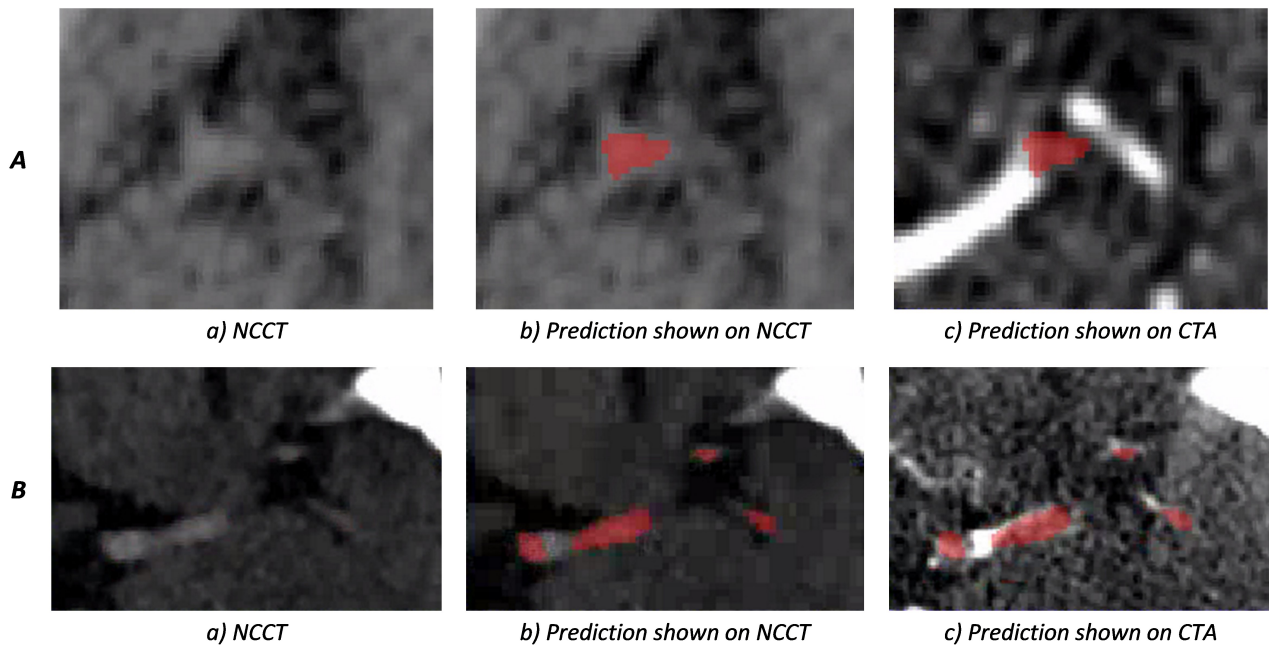 A
a) NCCT
b) Prediction shown on NCCT
c) Prediction shown on CTA
B
a) NCCT
b) Prediction shown on NCCT
c) Prediction shown on CTA